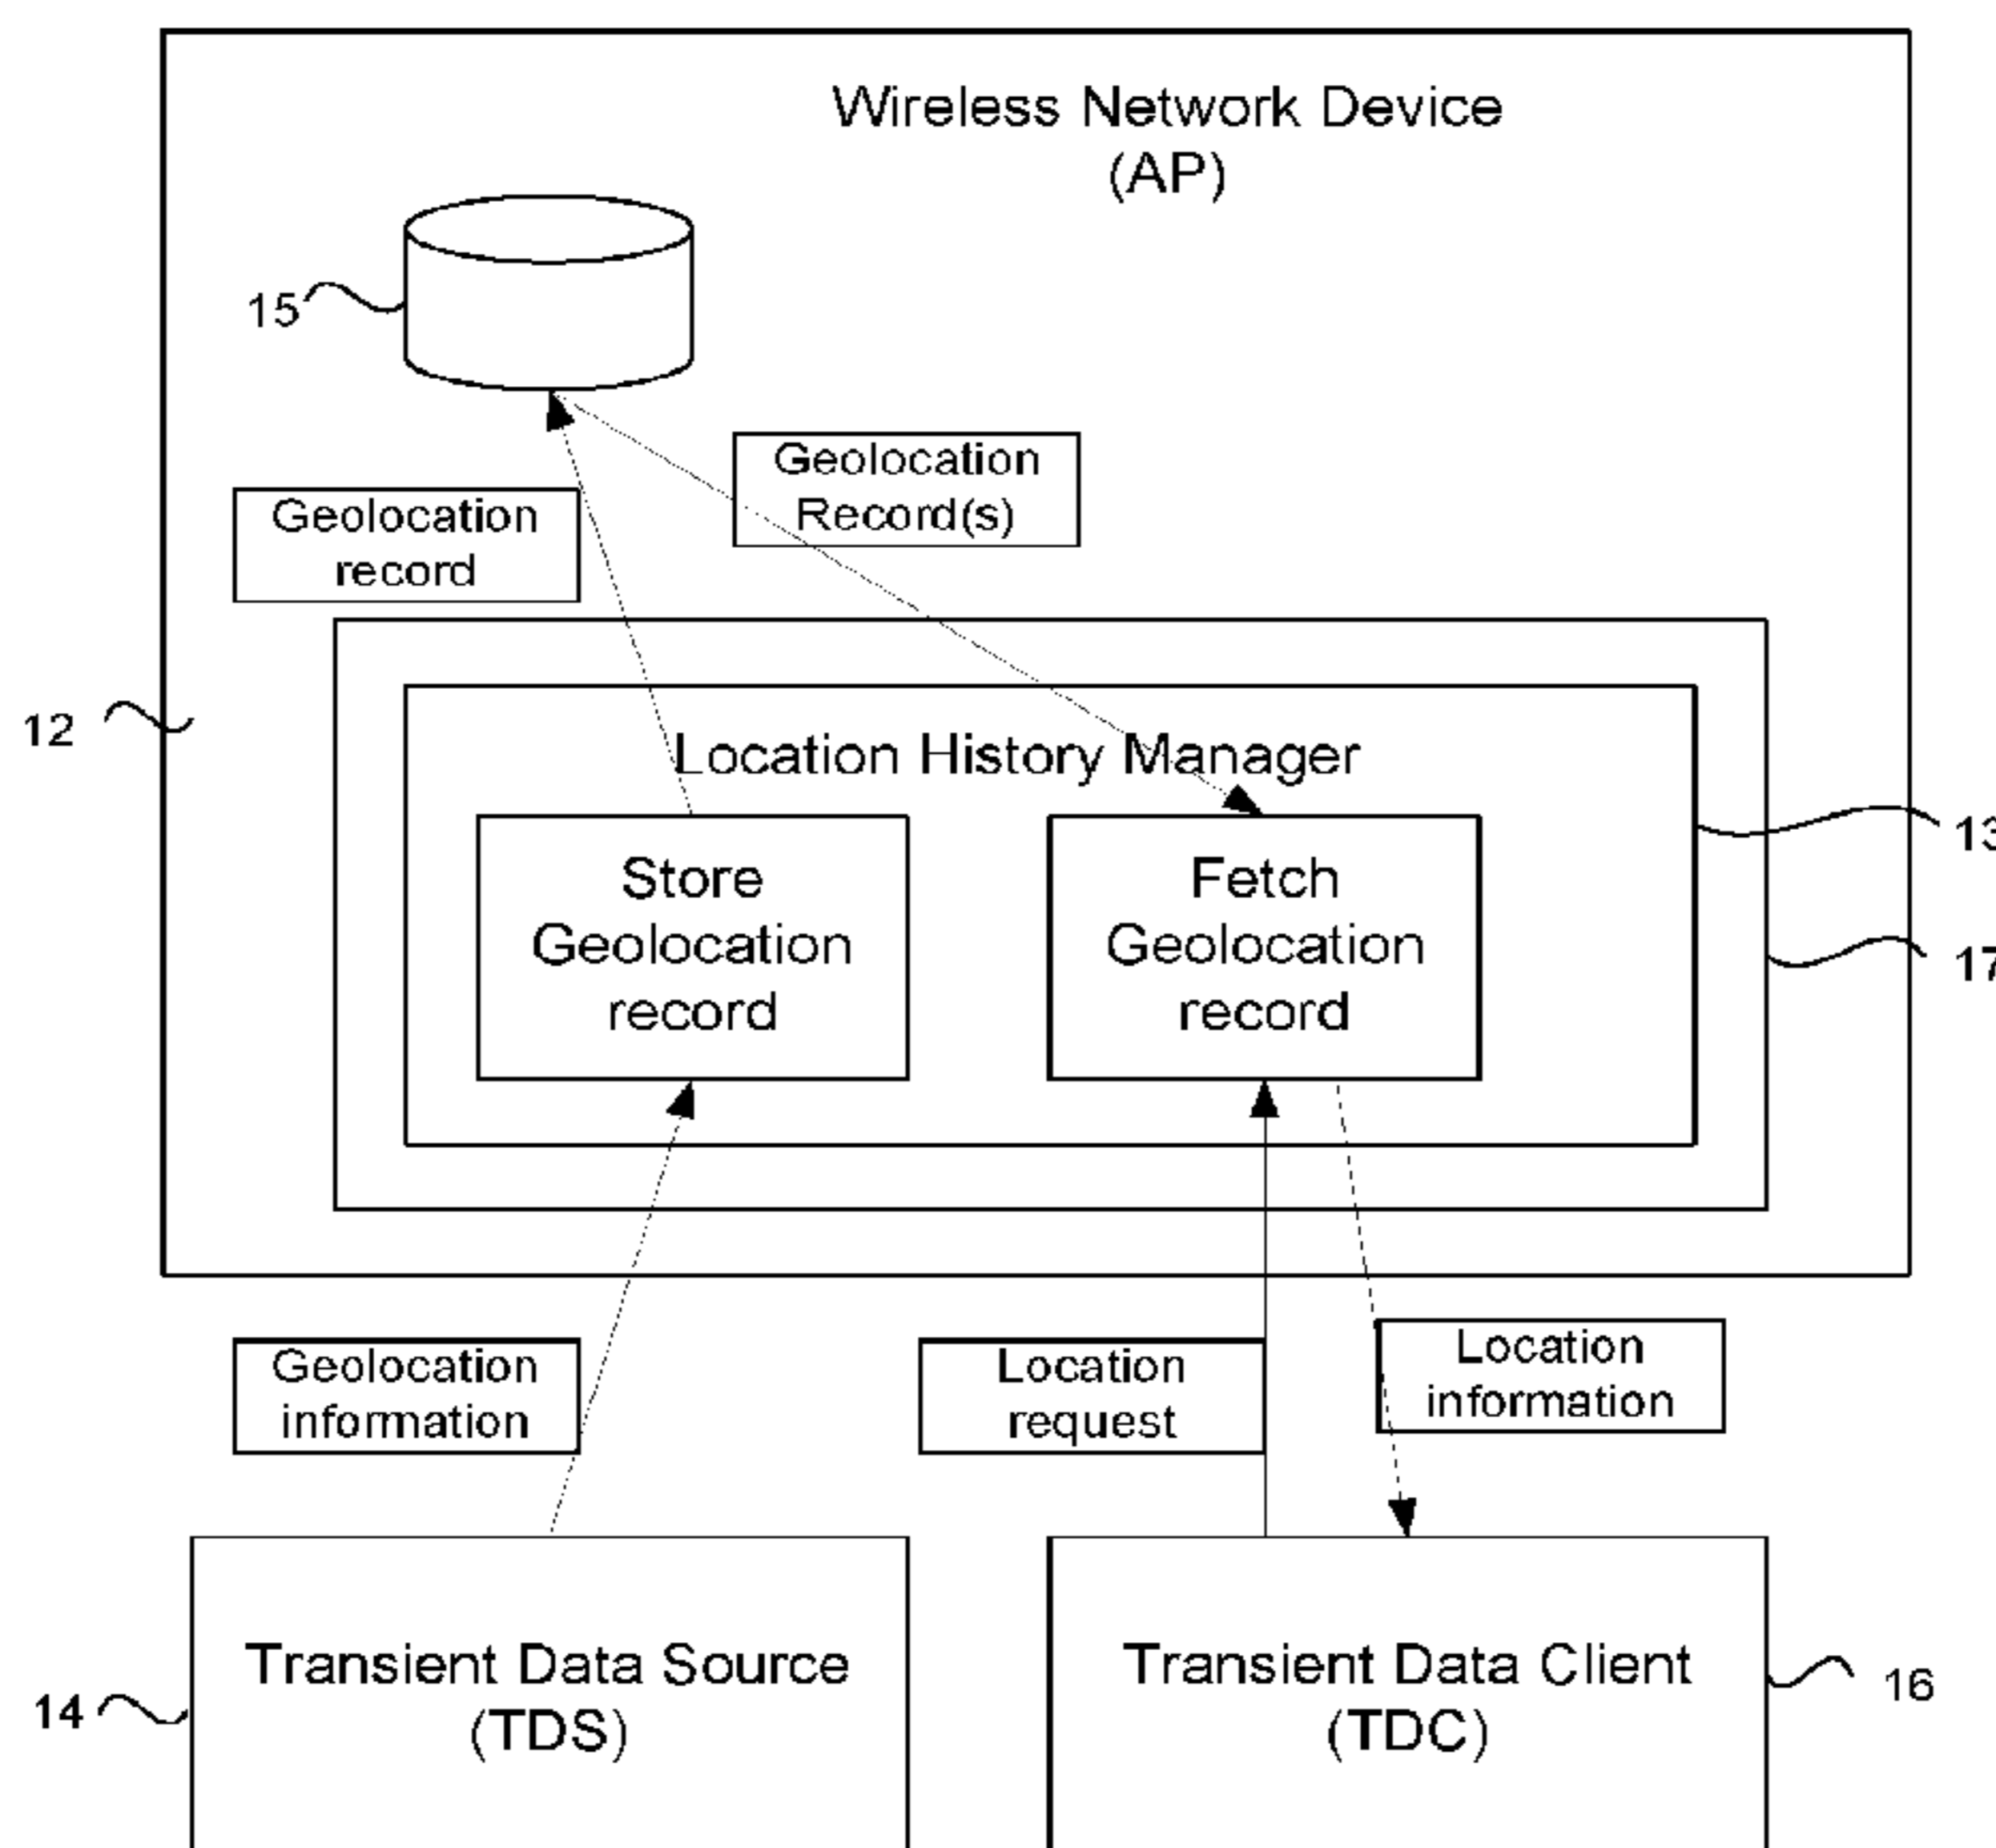 Wireless Network Device
(AP)
15
Geolocation
Record(s)
Geolocation
record
12
Location History Manager
13
Store
Geolocation
record
Fetch
Geolocation
record
17
Geolocation
information
Location
request
Location
information
Transient Data Source
(TDS)
Transient Data Client
(TDC)
14
16